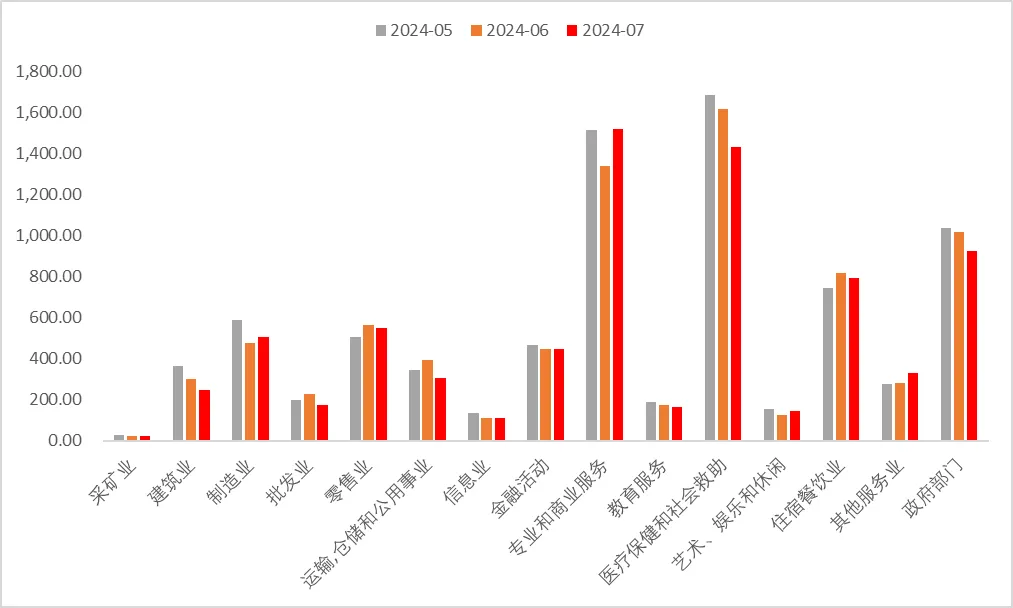 2024-05 2024-06 2024-07
1,800.00
1,600.00
1,400.00
1,200.00
1,000.00
800.00
600.00
400.00
200.00
0.00
采矿业
建筑业
制造业
批发业
零售业
运输,仓储和公用事业
信息业
金融活动
专业和商业服务
教育服务
医疗保健和社会救助
艺术、娱乐和休闲
住宿餐饮业
其他服务业
政府部门